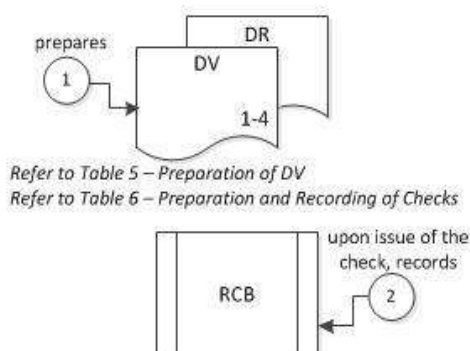 DR
prepares
DV
1
1-4
Refer to Table 5 – Preparation of DV
Refer to Table 6 – Preparation and Recording of Checks
upon issue of the
check, records
RCB
2